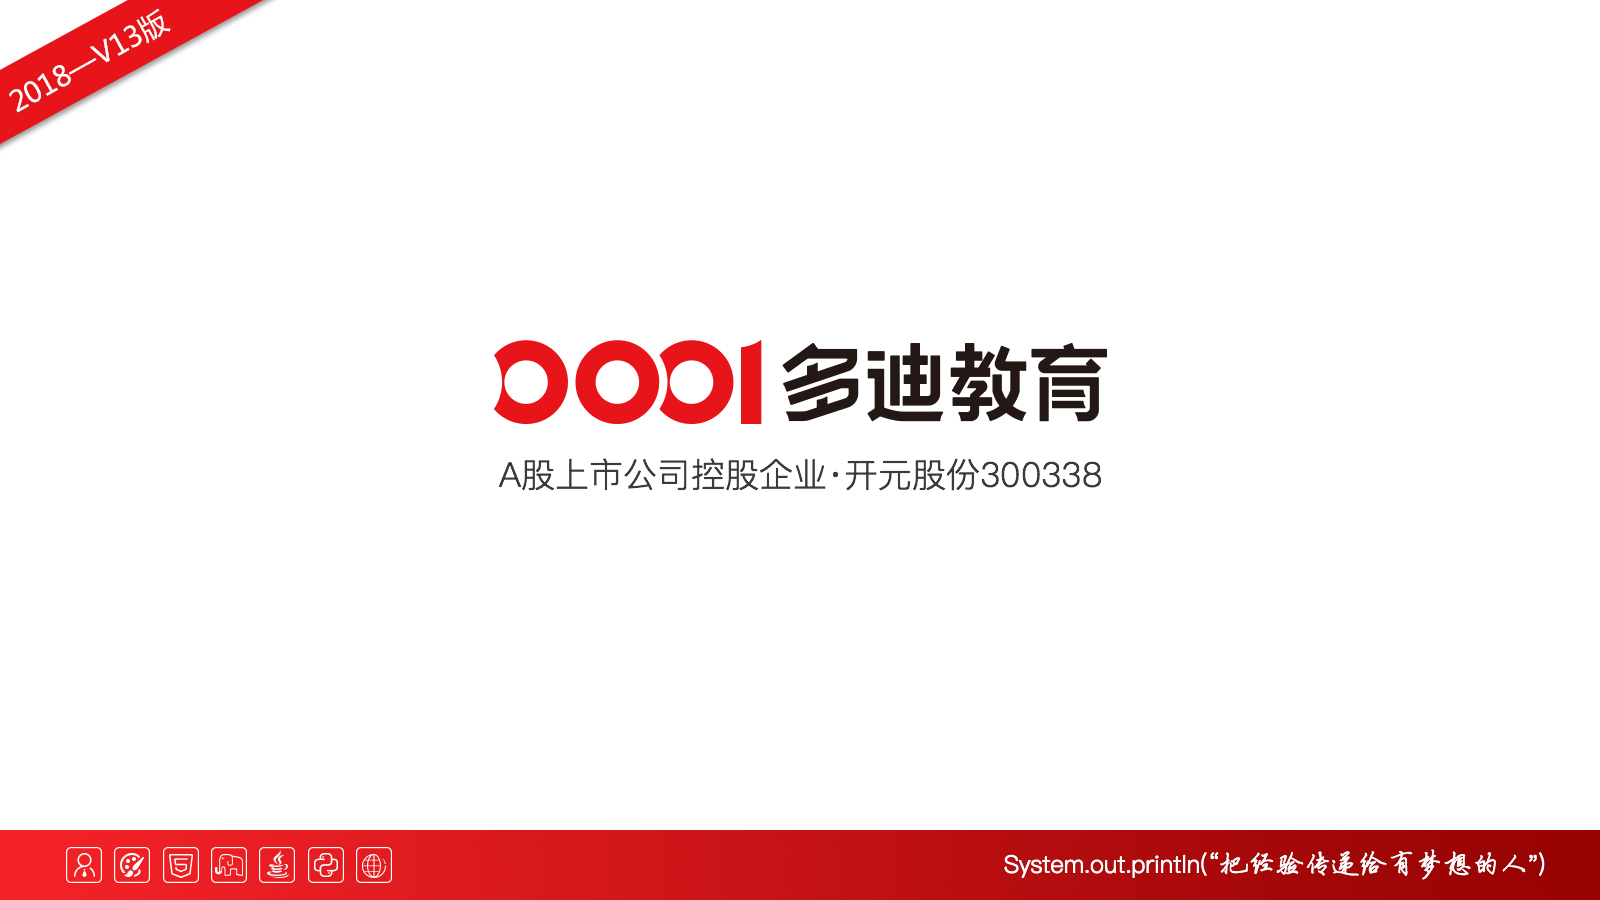 2018—V13版
多迪教育
A股上市公司控股企业·开元股份300338
System.out.println(“把经验传递给有梦想的人”)